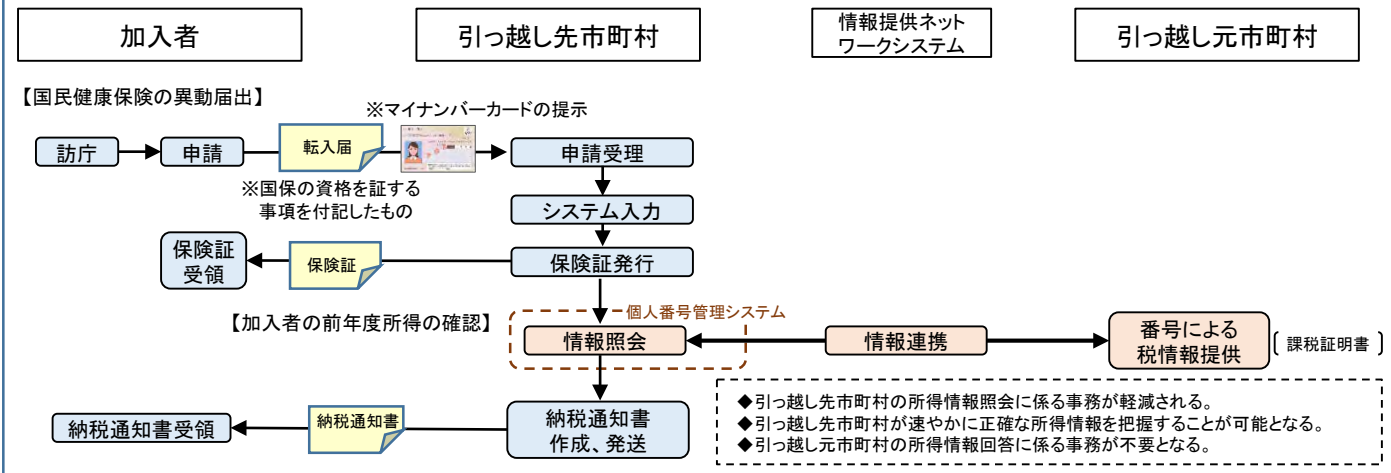 加入者
引っ越し先市町村
情報提供ネット
ワークシステム
引っ越し元市町村
【国民健康保険の異動届出】
※マイナンバーカードの提示
訪庁
申請
転入届
申請受理
※国保の資格を証する
事項を付記したもの
システム入力
保険証
受領
保険証
保険証発行
個人番号管理システム
【加入者の前年度所得の確認】
情報照会
情報連携
番号による
税情報提供
課税証明書
◆引っ越し先市町村の所得情報照会に係る事務が軽減される。
◆引っ越し先市町村が速やかに正確な所得情報を把握することが可能となる。
◆引っ越し元市町村の所得情報回答に係る事務が不要となる。
納税通知書受領
納税通知書
納税通知書
作成、発送